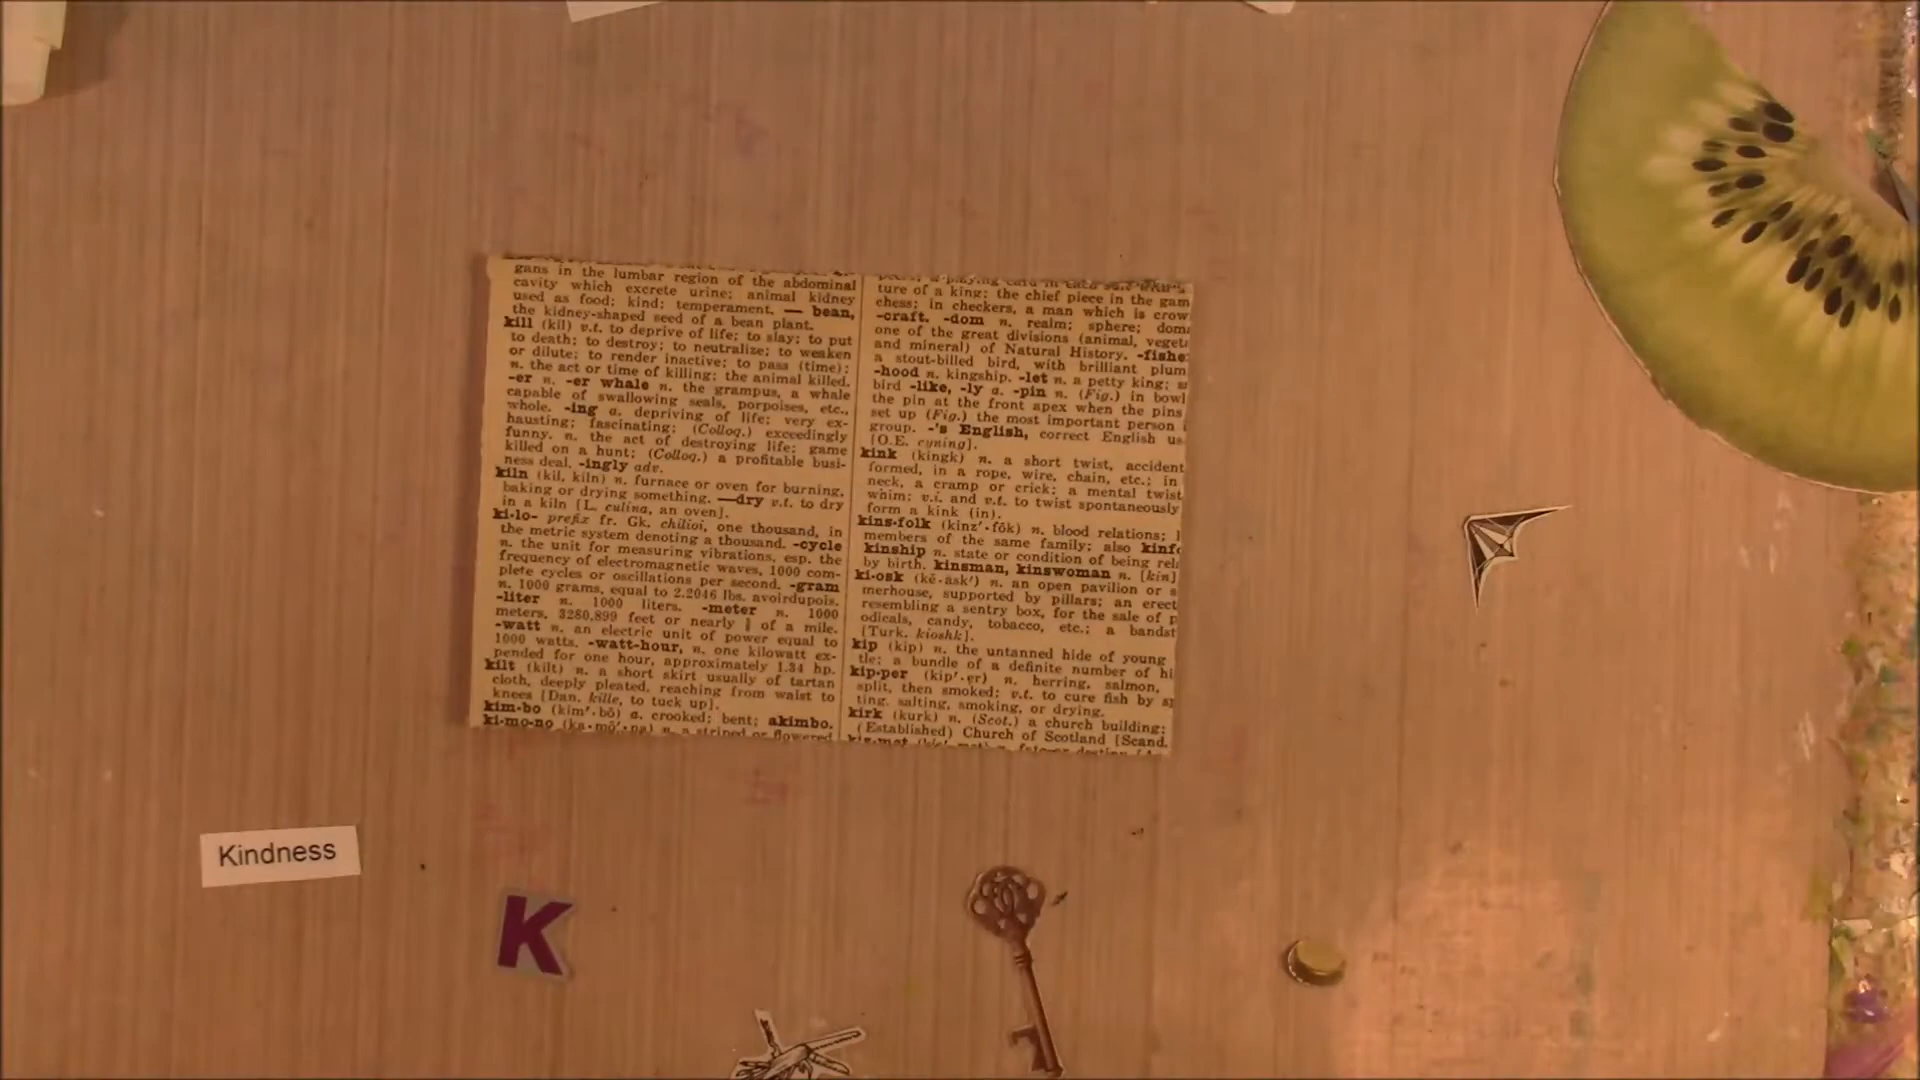 gans in the lumbar region of the abdominal
cavity which excrete urine; animal kidney
used as food; kind; temperament. — bean,
the kidney-shaped seed of a bean plant.
kill (kil) v.t. to deprive of life; to slay; to put
to death; to destroy; to neutralize; to weaken
or dilute; to render inactive; to pass (time);
n. the act or time of killing; the animal killed.
-er n. -er whale n. the grampus, a whale
capable of swallowing seals, porpoises, etc.,
whole. -ing a. depriving of life; very ex-
hausting; fascinating; (Colloq.) exceedingly
funny. n. the act of destroying life; game
killed on a hunt; (Colloq.) a profitable busi-
ness deal. -ingly adv.
kiln (kil, kiln) n. furnace or oven for burning,
baking or drying something. —dry v.t. to dry
in a kiln [L. culina, an oven].
ki·lo- prefix fr. Gk. chilioi, one thousand, in
the metric system denoting a thousand. -cycle
n. the unit for measuring vibrations, esp. the
frequency of electromagnetic waves, 1000 com-
plete cycles or oscillations per second. -gram
n. 1000 grams, equal to 2.2046 lbs. avoirdupois.
-liter n. 1000 liters. -meter n. 1000
meters, 3280.899 feet or nearly of a mile.
-watt n. an electric unit of power equal to
1000 watts. -watt-hour, n. one kilowatt ex-
pended for one hour, approximately 1.34 hp.
kilt (kilt) n. a short skirt usually of tartan
cloth, deeply pleated, reaching from waist to
knees [Dan. kille, to tuck up].
kim·bo (kim'·bō) a. crooked; bent; akimbo.
ki·mo·no (ka·mō'·na) n. a striped or flowered
ture of a king; the chief piece in the gam
chess; in checkers, a man which is crow
-craft. -dom n. realm; sphere; dom
one of the great divisions (animal, veget
and mineral) of Natural History. -fishe
a stout-billed bird, with brilliant plum
-hood n. kingship. -let n. a petty king; a
bird -like, -ly a. -pin n. (Fig.) in bowl
the pin at the front apex when the pins
set up (Fig.) the most important person i
group. -'s English, correct English us
[O.E. cyning].
kink (kingk) n. a short twist, accident
formed, in a rope, wire, chain, etc.; in
neck, a cramp or crick; a mental twist
whim; v.i. and v.t. to twist spontaneously
form a kink (in).
kins·folk (kinz'·fōk) n. blood relations;
members of the same family; also kinf
kinship n. state or condition of being rel
by birth. kinsman, kinswoman n. [kin]
ki·osk (kē·ask') n. an open pavilion or s
merhouse, supported by pillars; an erect
resembling a sentry box, for the sale of p
odicals, candy, tobacco, etc.; a bandst
[Turk. kioshk].
kip (kip) n. the untanned hide of young
tle; a bundle of a definite number of hi
kip·per (kip'·er) n. herring, salmon,
split, then smoked; v.t. to cure fish by s
ting, salting, smoking, or drying.
kirk (kurk) n. (Scot.) a church building;
(Established) Church of Scotland [Scand.
Kindness
K